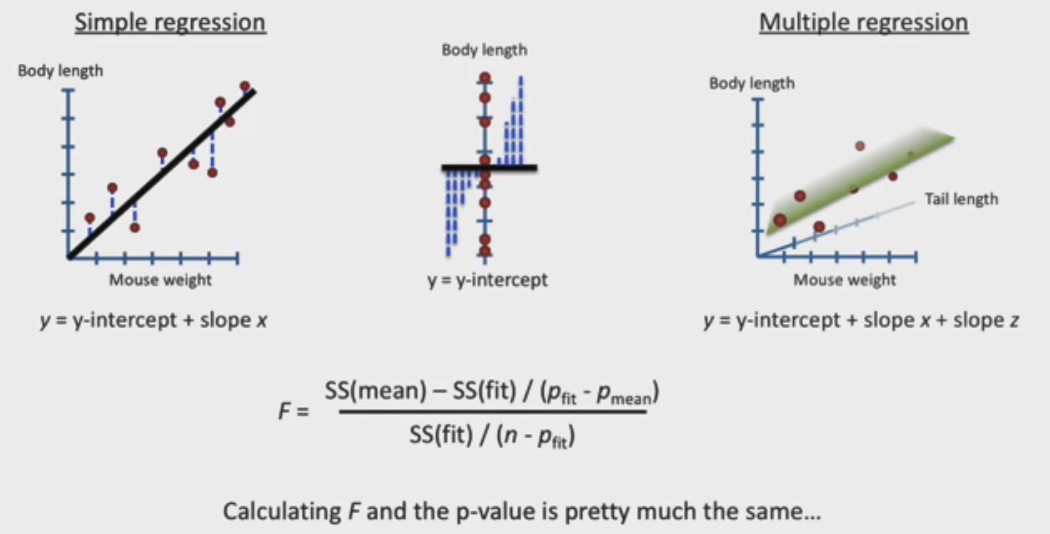 Simple regression
Multiple regression
Body length
Body length
Body length
Tail length
Mouse weight
y = y-intercept
Mouse weight
y = y-intercept + slope x
y = y-intercept + slope x + slope z
F =
SS(mean) – SS(fit) / (pfit - pmean)
SS(fit) / (n - pfit)
Calculating F and the p-value is pretty much the same...